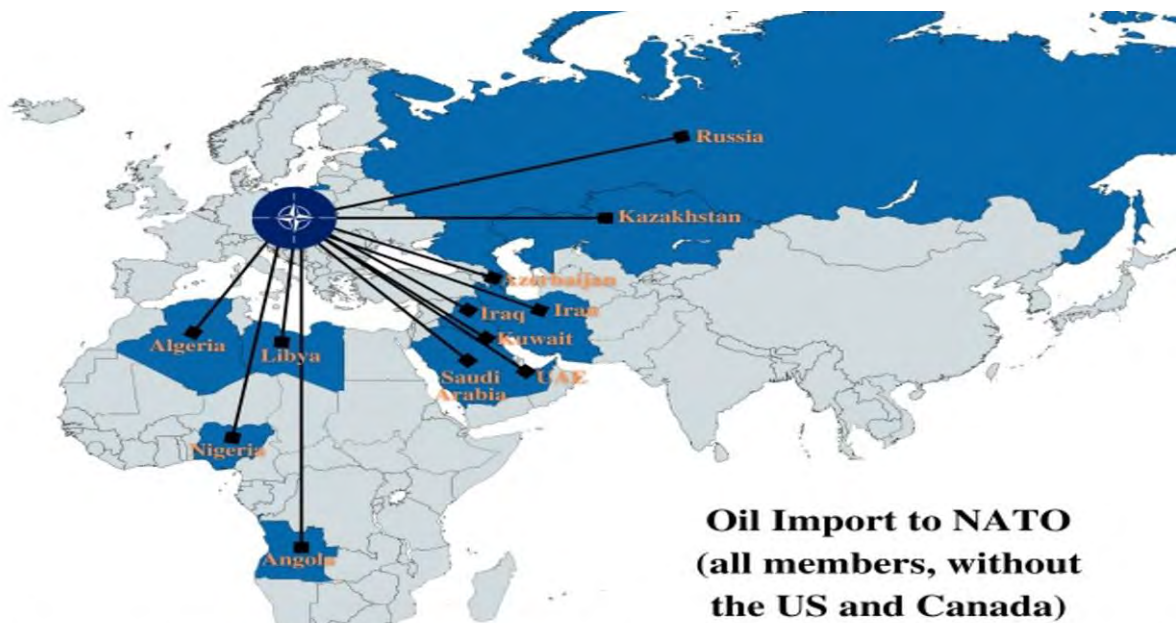 Russia
Kazakhstan
Azerbaijan
Iraq
Iran
Kuwait
Algeria
Libya
Saudi
Arabia
UAE
Nigeria
Angola
Oil Import to NATO
(all members, without
the US and Canada)